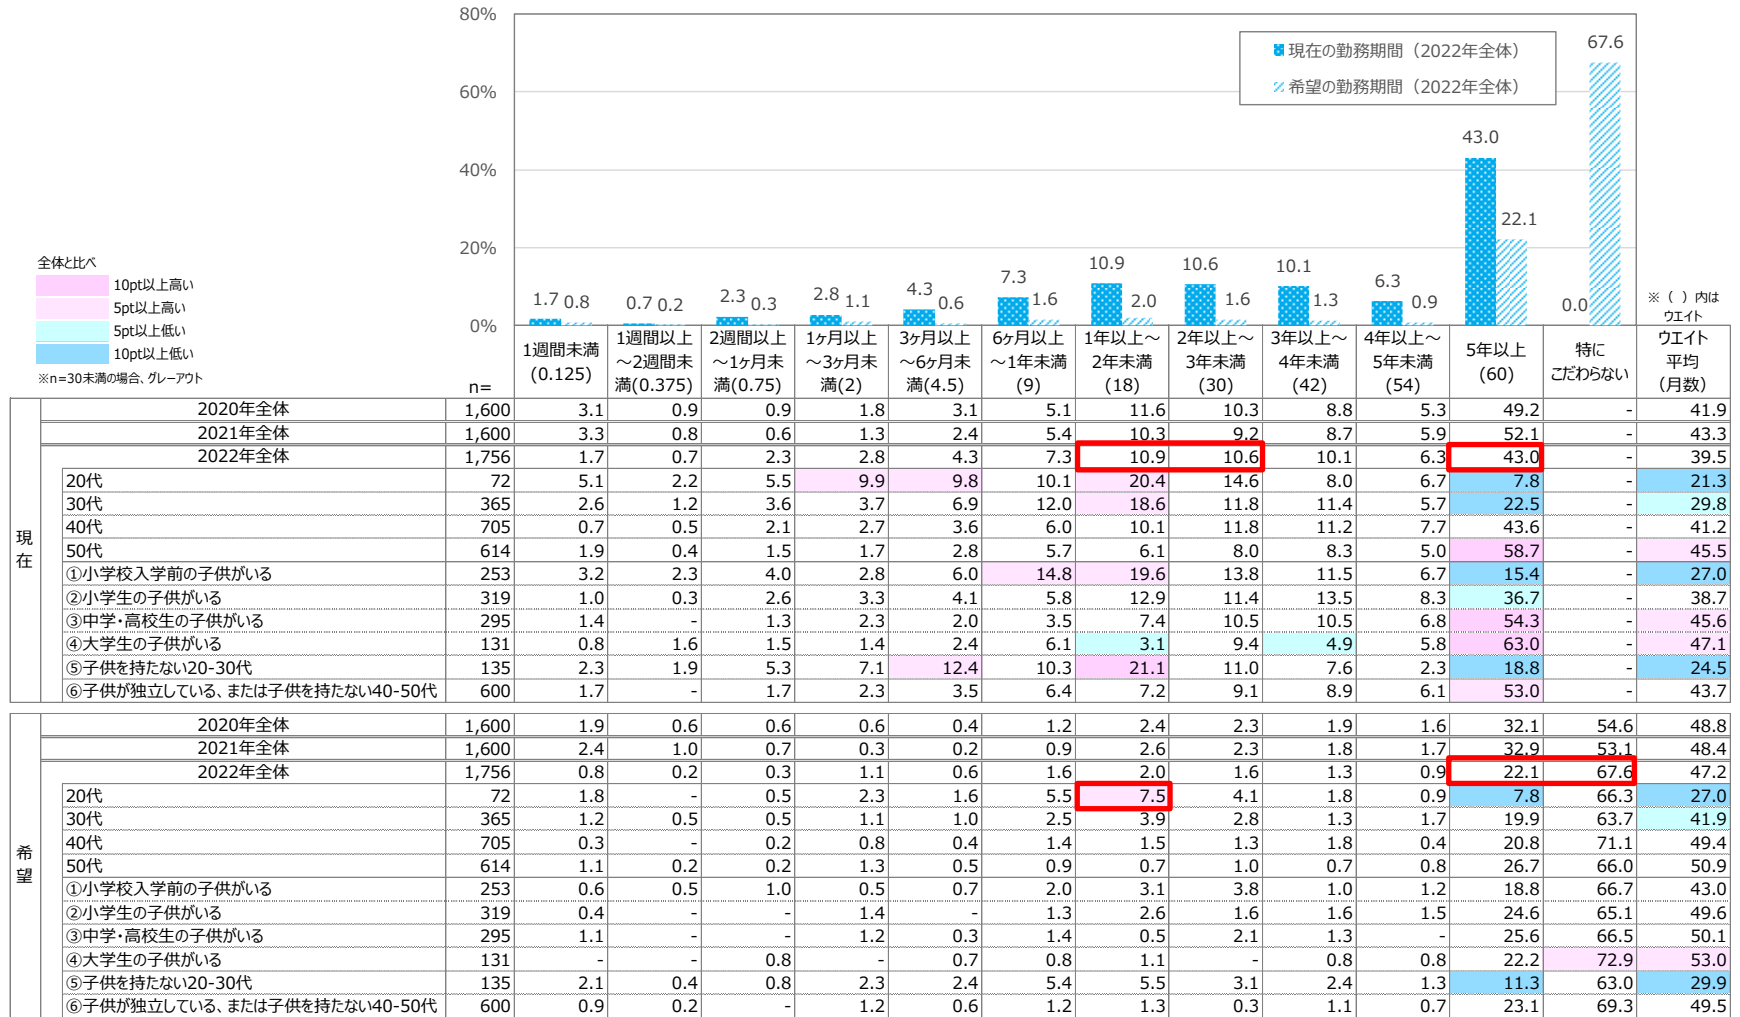 80%
60%
40%
20%
0%
現在の勤務期間（2022年全体）
希望の勤務期間（2022年全体）
1.7 0.8 0.7 0.2 2.3 0.3 2.8 1.1 4.3 0.6 7.3 1.6 10.9 2.0 10.6 1.6 10.1 1.3 6.3 0.9 43.0 22.1 0.0 67.6
全体と比べ
10pt以上高い
5pt以上高い
5pt以上低い
10pt以上低い
※n=30未満の場合、グレーアウト
※（ ）内は
ウエイト
n=
1週間未満
(0.125)
1週間以上
～2週間未
満(0.375)
2週間以上
～1ヶ月未
満(0.75)
1ヶ月以上
～3ヶ月未
満(2)
3ヶ月以上
～6ヶ月未
満(4.5)
6ヶ月以上
～1年未満
(9)
1年以上～
2年未満
(18)
2年以上～
3年未満
(30)
3年以上～
4年未満
(42)
4年以上～
5年未満
(54)
5年以上
(60)
特に
こだわらない
ウエイト
平均
（月数）
現在
2020年全体 1,600 3.1 0.9 0.9 1.8 3.1 5.1 11.6 10.3 8.8 5.3 49.2 - 41.9
2021年全体 1,600 3.3 0.8 0.6 1.3 2.4 5.4 10.3 9.2 8.7 5.9 52.1 - 43.3
2022年全体 1,756 1.7 0.7 2.3 2.8 4.3 7.3 10.9 10.6 10.1 6.3 43.0 - 39.5
20代 72 5.1 2.2 5.5 9.9 9.8 10.1 20.4 14.6 8.0 6.7 7.8 - 21.3
30代 365 2.6 1.2 3.6 3.7 6.9 12.0 18.6 11.8 11.4 5.7 22.5 - 29.8
40代 705 0.7 0.5 2.1 2.7 3.6 6.0 10.1 11.8 11.2 7.7 43.6 - 41.2
50代 614 1.9 0.4 1.5 1.7 2.8 5.7 6.1 8.0 8.3 5.0 58.7 - 45.5
①小学校入学前の子供がいる 253 3.2 2.3 4.0 2.8 6.0 14.8 19.6 13.8 11.5 6.7 15.4 - 27.0
②小学生の子供がいる 319 1.0 0.3 2.6 3.3 4.1 5.8 12.9 11.4 13.5 8.3 36.7 - 38.7
③中学・高校生の子供がいる 295 1.4 - 1.3 2.3 2.0 3.5 7.4 10.5 10.5 6.8 54.3 - 45.6
④大学生の子供がいる 131 0.8 1.6 1.5 1.4 2.4 6.1 3.1 9.4 4.9 5.8 63.0 - 47.1
⑤子供を持たない20-30代 135 2.3 1.9 5.3 7.1 12.4 10.3 21.1 11.0 7.6 2.3 18.8 - 24.5
⑥子供が独立している、または子供を持たない40-50代 600 1.7 - 1.7 2.3 3.5 6.4 7.2 9.1 8.9 6.1 53.0 - 43.7
希望
2020年全体 1,600 1.9 0.6 0.6 0.6 0.4 1.2 2.4 2.3 1.9 1.6 32.1 54.6 48.8
2021年全体 1,600 2.4 1.0 0.7 0.3 0.2 0.9 2.6 2.3 1.8 1.7 32.9 53.1 48.4
2022年全体 1,756 0.8 0.2 0.3 1.1 0.6 1.6 2.0 1.6 1.3 0.9 22.1 67.6 47.2
20代 72 1.8 - 0.5 2.3 1.6 5.5 7.5 4.1 1.8 0.9 7.8 66.3 27.0
30代 365 1.2 0.5 0.5 1.1 1.0 2.5 3.9 2.8 1.3 1.7 19.9 63.7 41.9
40代 705 0.3 - 0.2 0.8 0.4 1.4 1.5 1.3 1.8 0.4 20.8 71.1 49.4
50代 614 1.1 0.2 0.2 1.3 0.5 0.9 0.7 1.0 0.7 0.8 26.7 66.0 50.9
①小学校入学前の子供がいる 253 0.6 0.5 1.0 0.5 0.7 2.0 3.1 3.8 1.0 1.2 18.8 66.7 43.0
②小学生の子供がいる 319 0.4 - - 1.4 - 1.3 2.6 1.6 1.6 1.5 24.6 65.1 49.6
③中学・高校生の子供がいる 295 1.1 - - 1.2 0.3 1.4 0.5 2.1 1.3 - 25.6 66.5 50.1
④大学生の子供がいる 131 - - 0.8 - 0.7 0.8 1.1 - 0.8 0.8 22.2 72.9 53.0
⑤子供を持たない20-30代 135 2.1 0.4 0.8 2.3 2.4 5.4 5.5 3.1 2.4 1.3 11.3 63.0 29.9
⑥子供が独立している、または子供を持たない40-50代 600 0.9 0.2 - 1.2 0.6 1.2 1.3 0.3 1.1 0.7 23.1 69.3 49.5